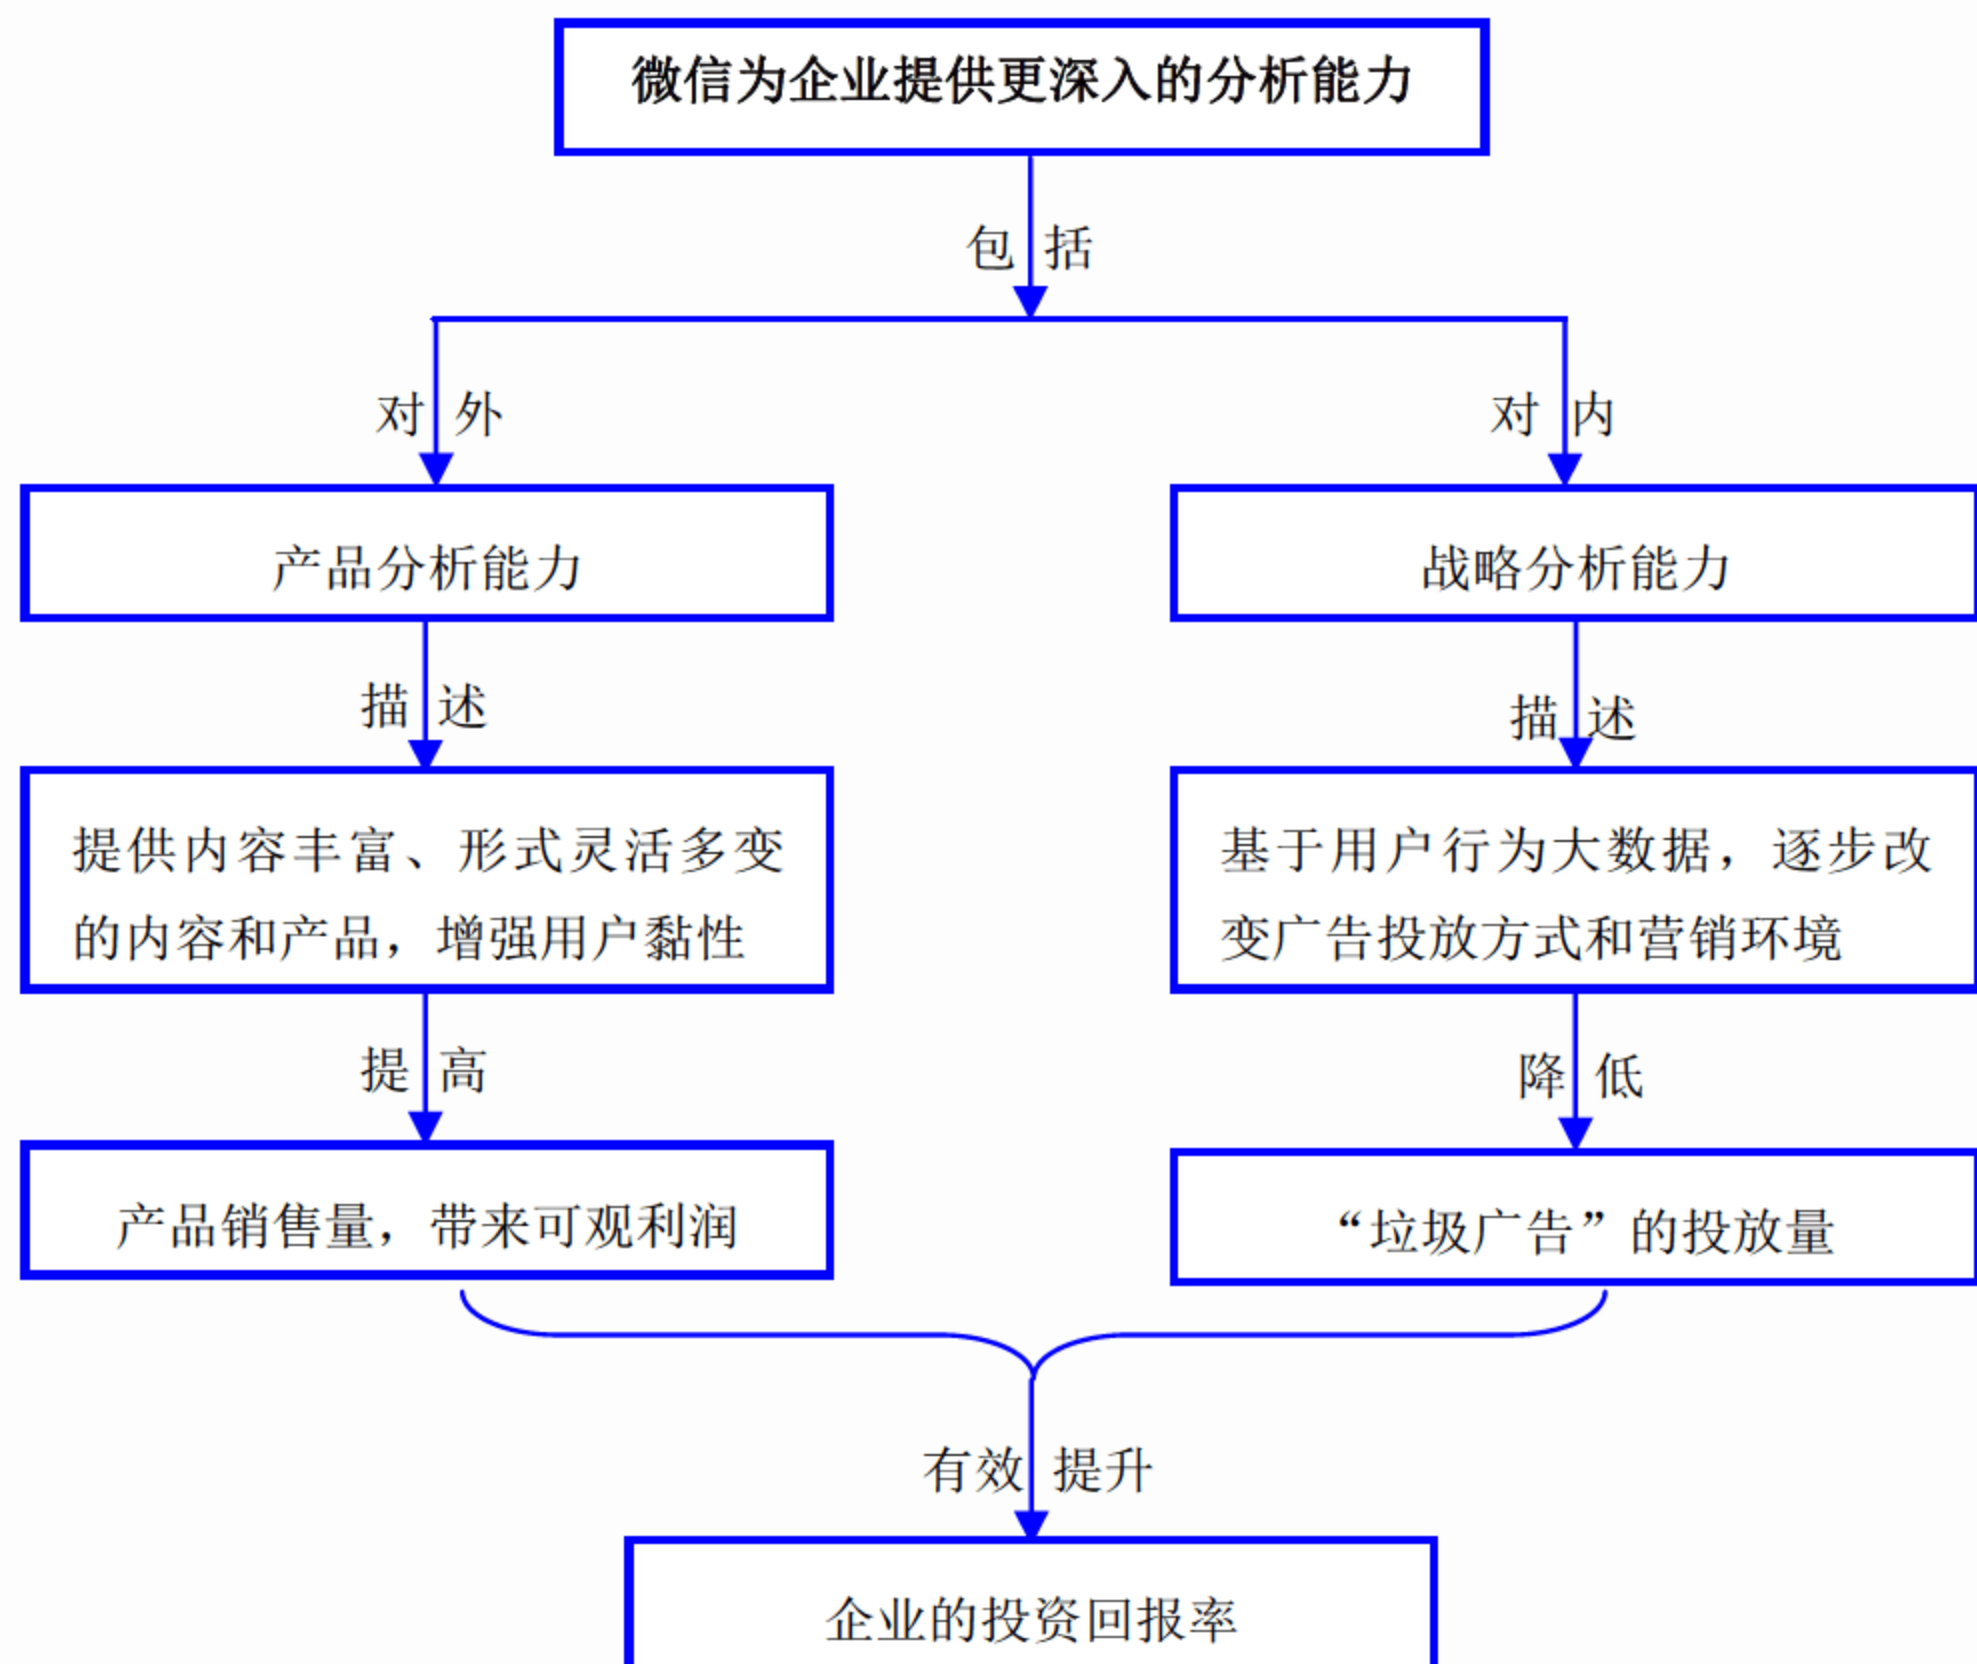 微信为企业提供更深入的分析能力
包括
对外
对内
产品分析能力
战略分析能力
描述
描述
提供内容丰富、形式灵活多变
的内容和产品，增强用户黏性
基于用户行为大数据，逐步改
变广告投放方式和营销环境
提高
降低
产品销售量，带来可观利润
“垃圾广告”的投放量
有效提升
企业的投资回报率